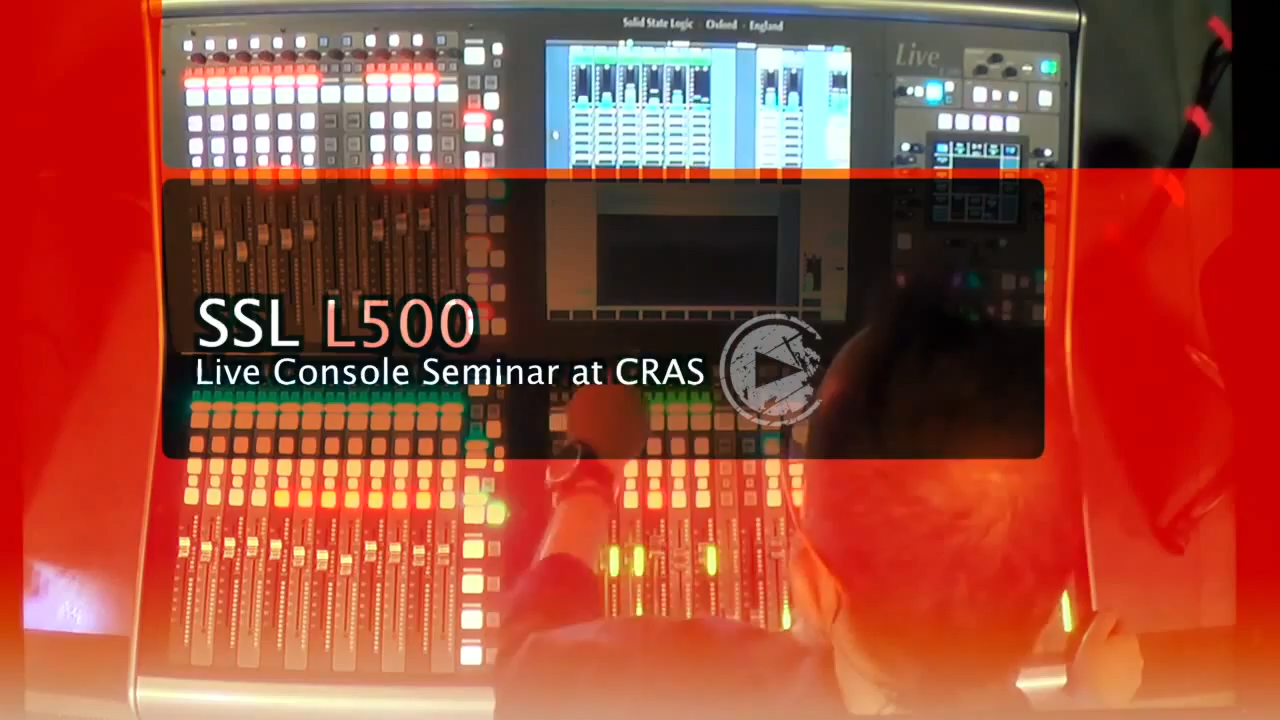 Solid State Logic · Oxford · England
Live
SSL L500
Live Console Seminar at CRAS